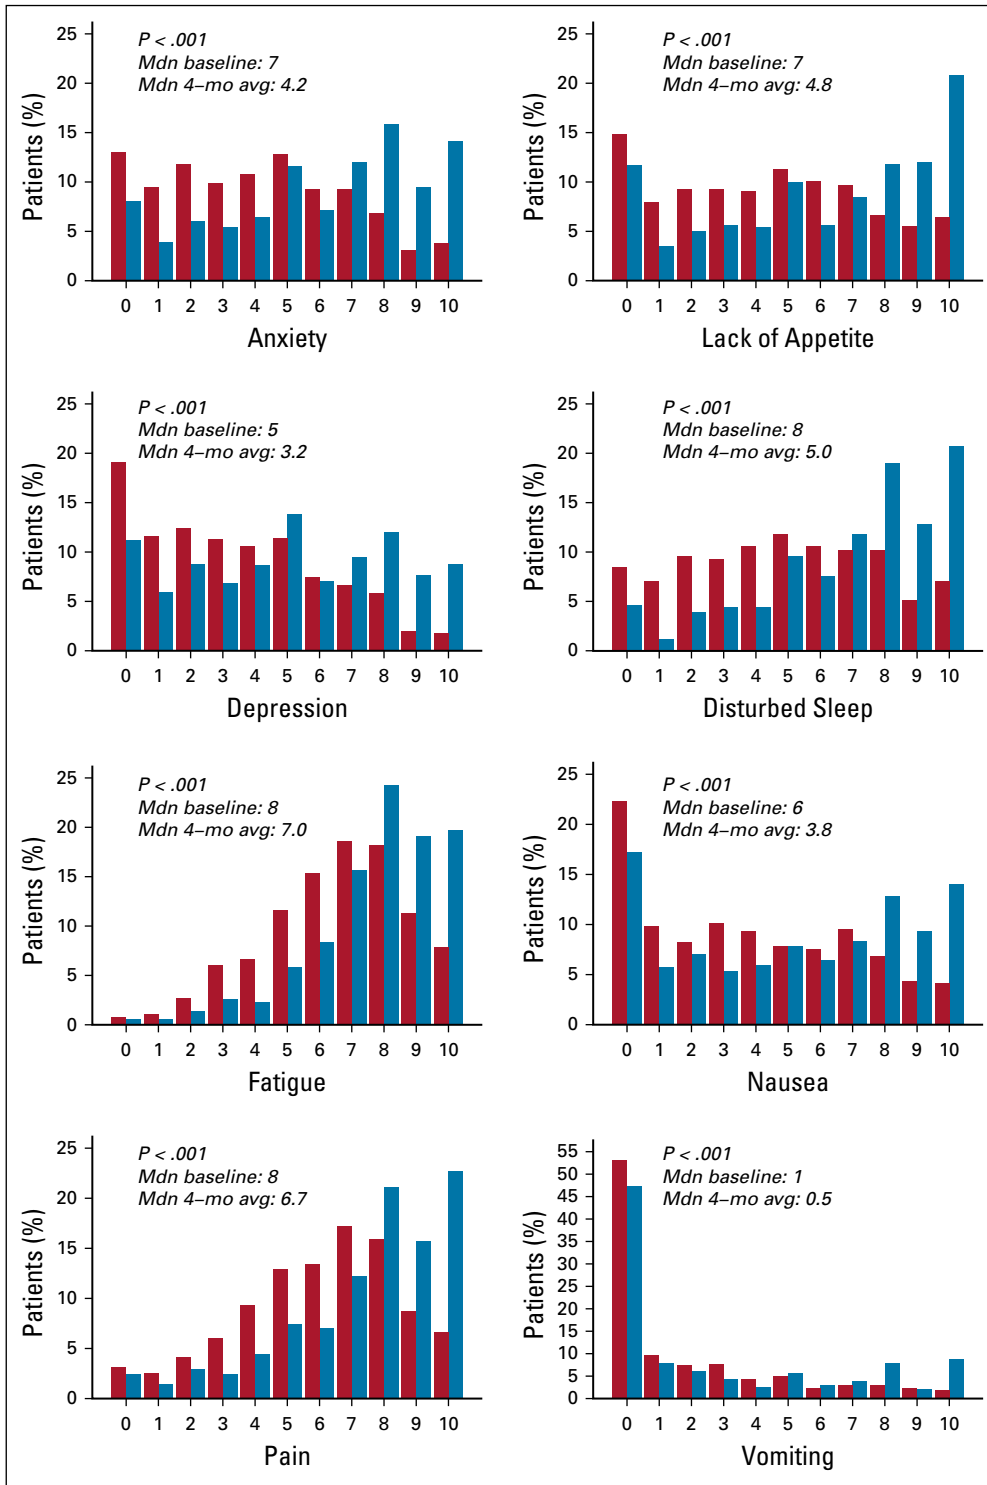 25
20
15
10
5
0
Patients (%)
P < .001
Mdn baseline: 7
Mdn 4–mo avg: 4.2
0 1 2 3 4 5 6 7 8 9 10
Anxiety
25
20
15
10
5
0
Patients (%)
P < .001
Mdn baseline: 7
Mdn 4–mo avg: 4.8
0 1 2 3 4 5 6 7 8 9 10
Lack of Appetite
25
20
15
10
5
0
Patients (%)
P < .001
Mdn baseline: 5
Mdn 4–mo avg: 3.2
0 1 2 3 4 5 6 7 8 9 10
Depression
25
20
15
10
5
0
Patients (%)
P < .001
Mdn baseline: 8
Mdn 4–mo avg: 5.0
0 1 2 3 4 5 6 7 8 9 10
Disturbed Sleep
25
20
15
10
5
0
Patients (%)
P < .001
Mdn baseline: 8
Mdn 4–mo avg: 7.0
0 1 2 3 4 5 6 7 8 9 10
Fatigue
25
20
15
10
5
0
Patients (%)
P < .001
Mdn baseline: 6
Mdn 4–mo avg: 3.8
0 1 2 3 4 5 6 7 8 9 10
Nausea
25
20
15
10
5
0
Patients (%)
P < .001
Mdn baseline: 8
Mdn 4–mo avg: 6.7
0 1 2 3 4 5 6 7 8 9 10
Pain
55
50
45
40
35
30
25
20
15
10
5
0
Patients (%)
P < .001
Mdn baseline: 1
Mdn 4–mo avg: 0.5
0 1 2 3 4 5 6 7 8 9 10
Vomiting